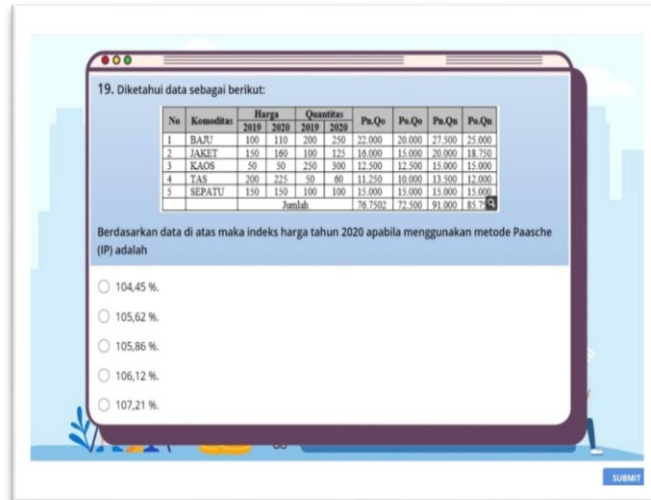 19. Diketahui data sebagai berikut:
No Komoditas Harga Quantitas Pn.Qo Po.Qo Pn.Qn Po.Qn
2019 2020 2019 2020
1 BAJU 100 110 200 250 22.000 20.000 27.500 25.000
2 JAKET 150 160 100 125 16.000 15.000 20.000 18.750
3 KAOS 50 50 250 300 12.500 12.500 15.000 15.000
4 TAS 200 225 50 60 11.250 10.000 13.500 12.000
5 SEPATU 150 150 100 100 15.000 15.000 15.000 15.000
Jumlah 76.7502 72.500 91.000
Berdasarkan data di atas maka indeks harga tahun 2020 apabila menggunakan metode Paasche
(IP) adalah
104,45 %.
105,62 %.
105,86 %.
106,12 %.
107,21 %.
SUBMIT